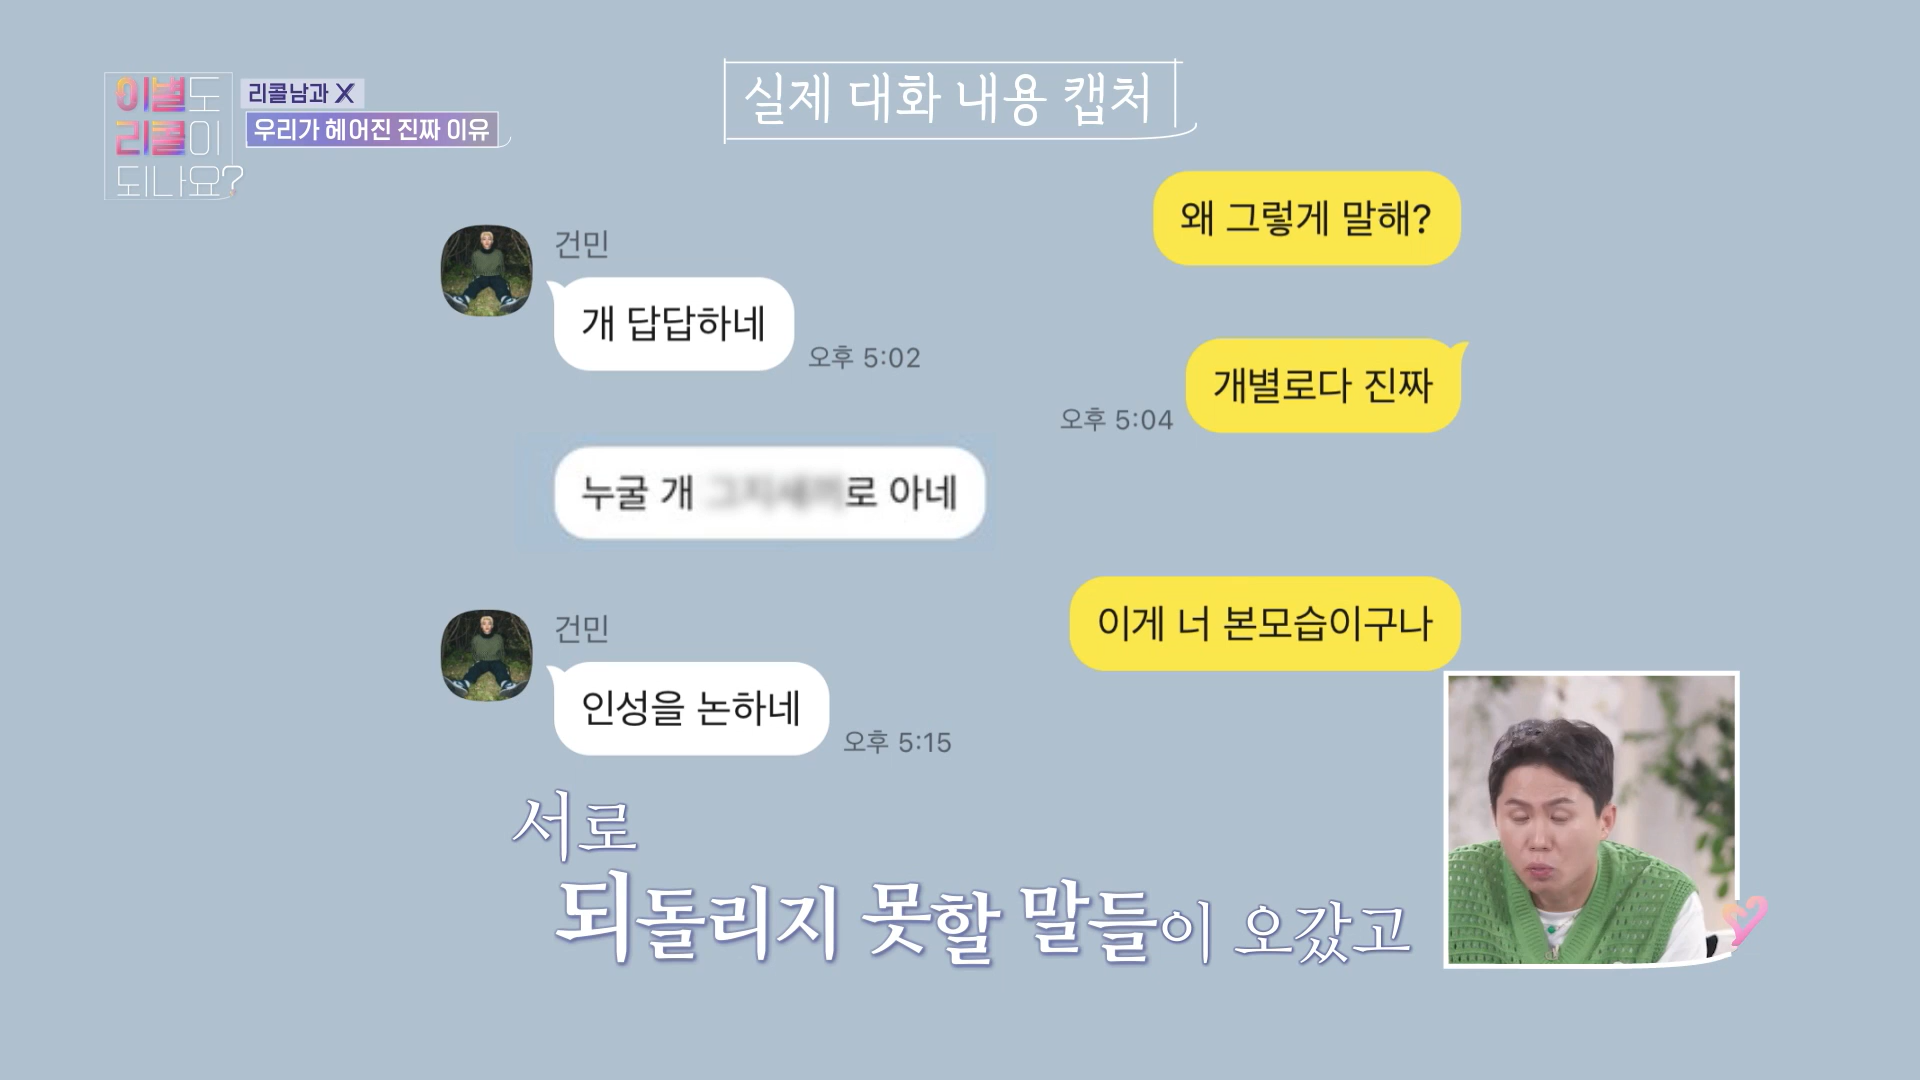 이별도
리콜이
되나요?
리콜남과 X
우리가 헤어진 진짜 이유
실제 대화 내용 캡처
왜 그렇게 말해?
건민
개 답답하네
오후 5:02
개별로다 진짜
오후 5:04
누굴 개 로 아네
이게 너 본모습이구나
건민
인성을 논하네
오후 5:15
서로
되돌리지 못할 말들이 오갔고